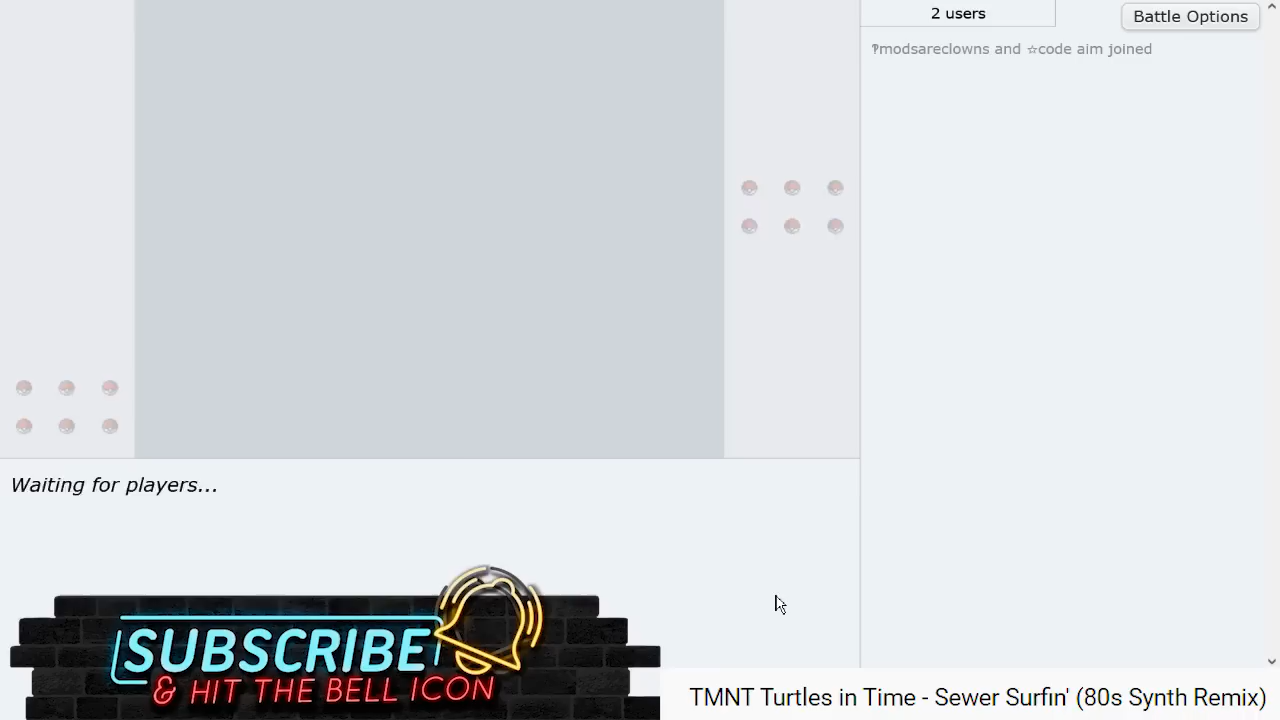 2 users
Battle Options
‽modsareclowns and ☆code aim joined
Waiting for players...
SUBSCRIBE
& HIT THE BELL ICON
TMNT Turtles in Time - Sewer Surfin' (80s Synth Remix)